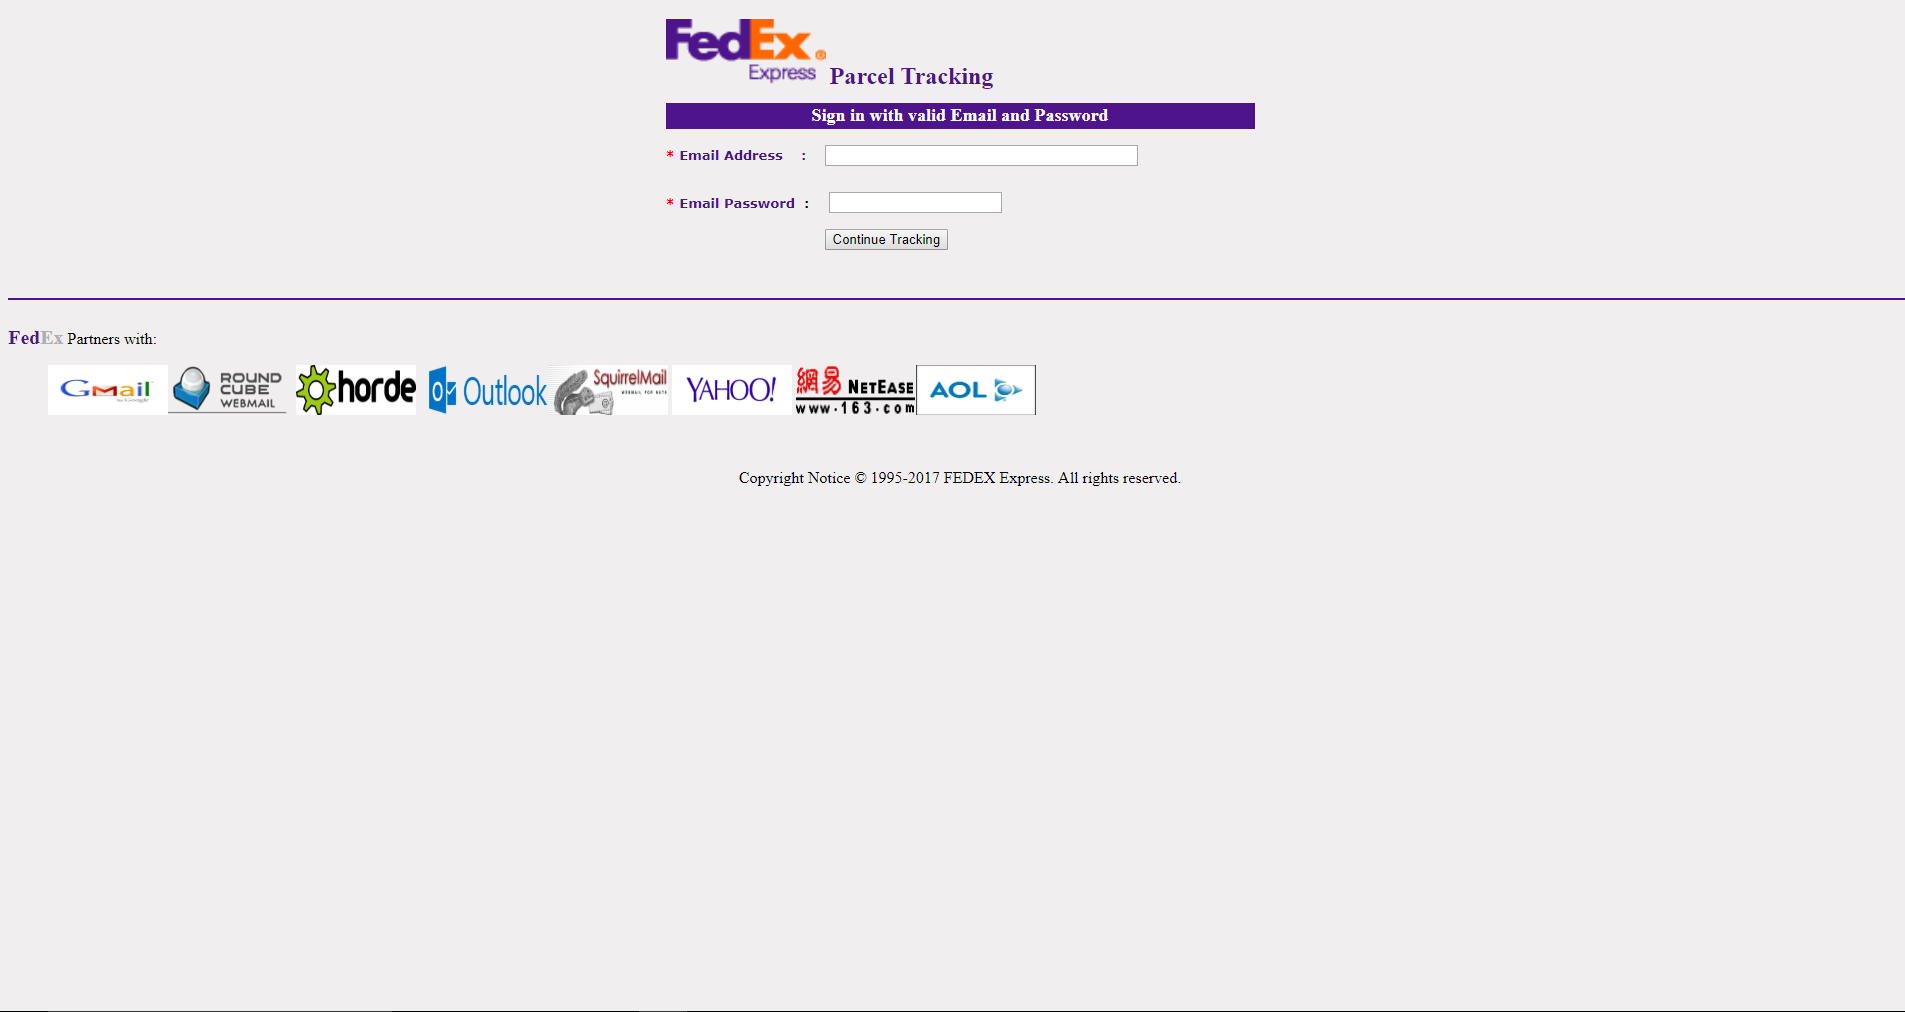 FedEx®
Express Parcel Tracking
Sign in with valid Email and Password
* Email Address :
* Email Password :
Continue Tracking
FedEx Partners with:
Gmail
ROUND CUBE WEBMAIL
horde
Outlook
SquirrelMail
YAHOO!
網易 NETEASE
www.163.com
AOL
Copyright Notice © 1995-2017 FEDEX Express. All rights reserved.